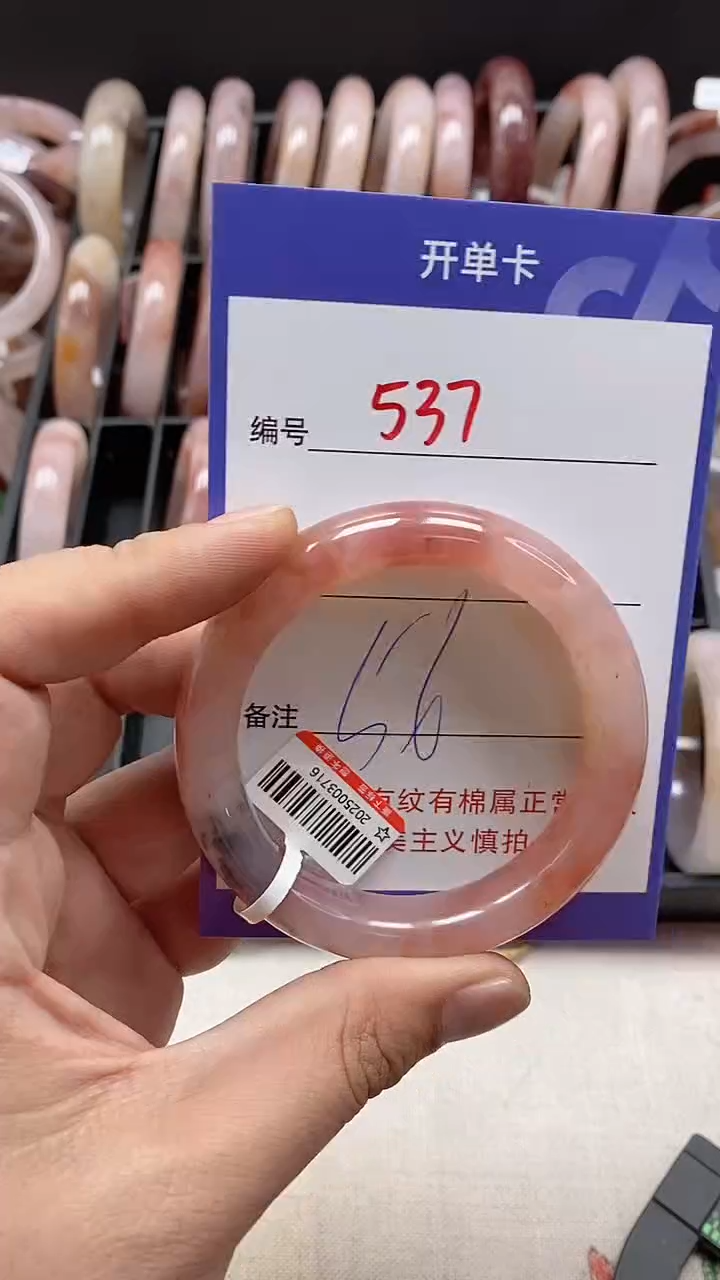 开单卡
编号 537
备注 56
2025003716
有纹有棉属正常
美主义慎拍